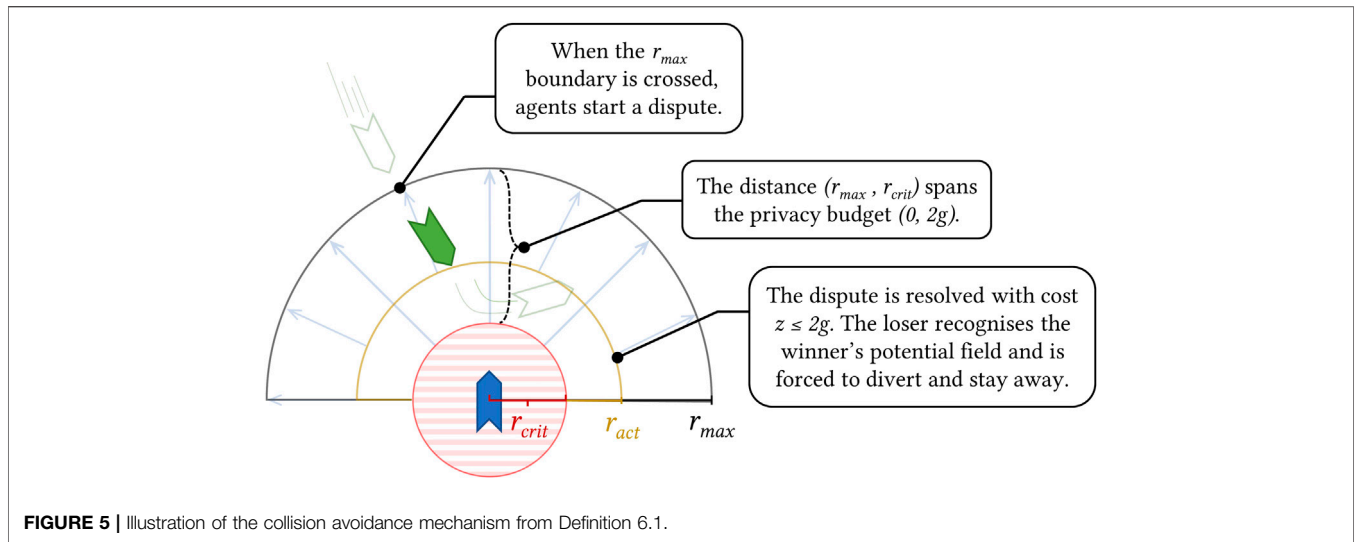 When the r_max
boundary is crossed,
agents start a dispute.
The distance (r_max , r_crit) spans
the privacy budget (0, 2g).
The dispute is resolved with cost
z ≤ 2g. The loser recognises the
winner's potential field and is
forced to divert and stay away.
r_crit
r_act
r_max
FIGURE 5 | Illustration of the collision avoidance mechanism from Definition 6.1.